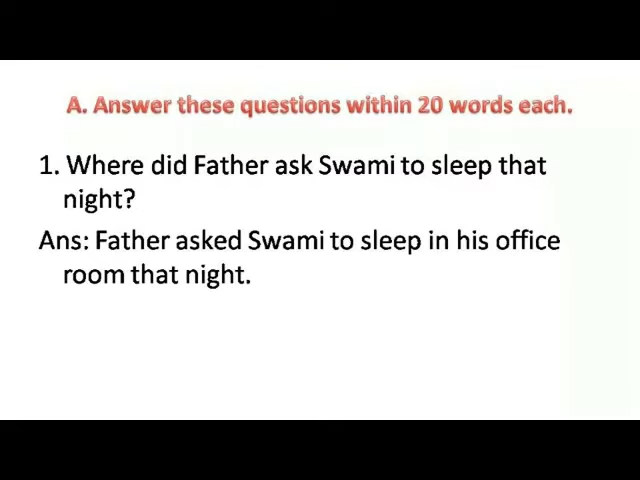 A. Answer these questions within 20 words each.
1. Where did Father ask Swami to sleep that
night?
Ans: Father asked Swami to sleep in his office
room that night.